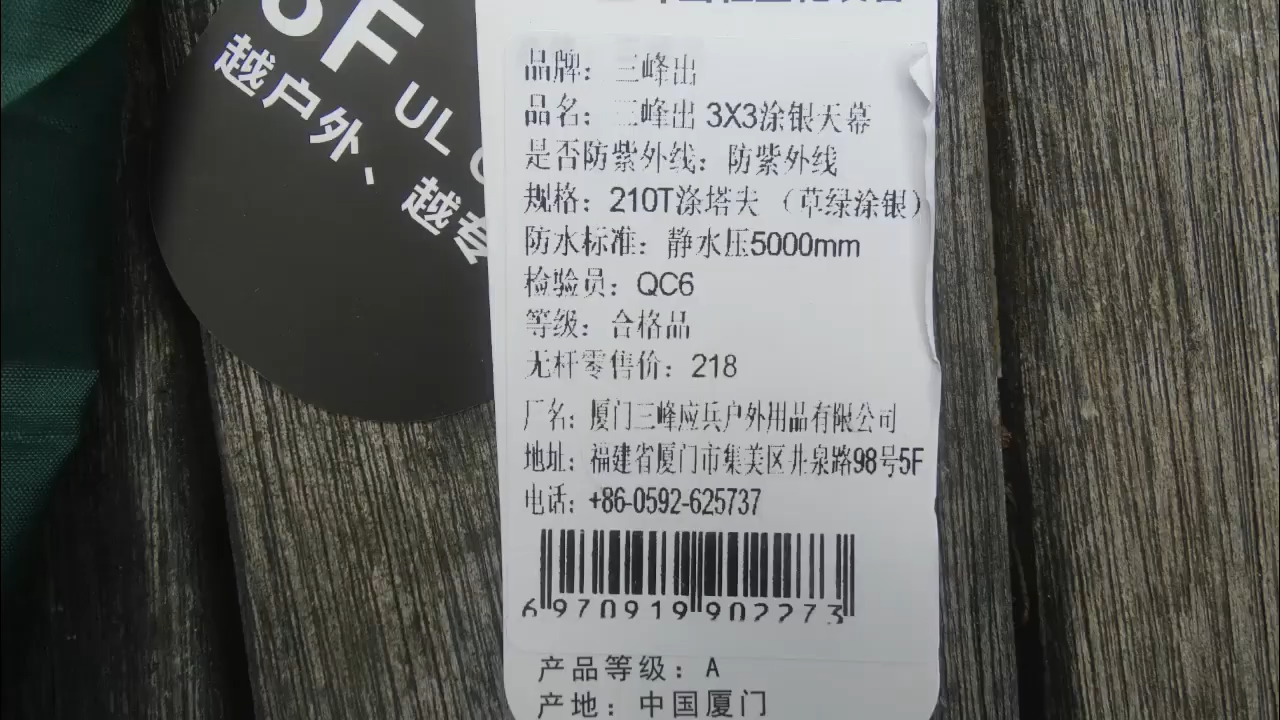 3F UL
越户外、越专
品牌：三峰出
品名：三峰出 3X3涂银天幕
是否防紫外线：防紫外线
规格：210T涤塔夫（草绿涂银）
防水标准：静水压5000mm
检验员：QC6
等级：合格品
无杆零售价：218
厂名：厦门三峰应兵户外用品有限公司
地址：福建省厦门市集美区井泉路98号5F
电话：+86-0592-625737
6970919902273
产品等级：A
产地：中国厦门